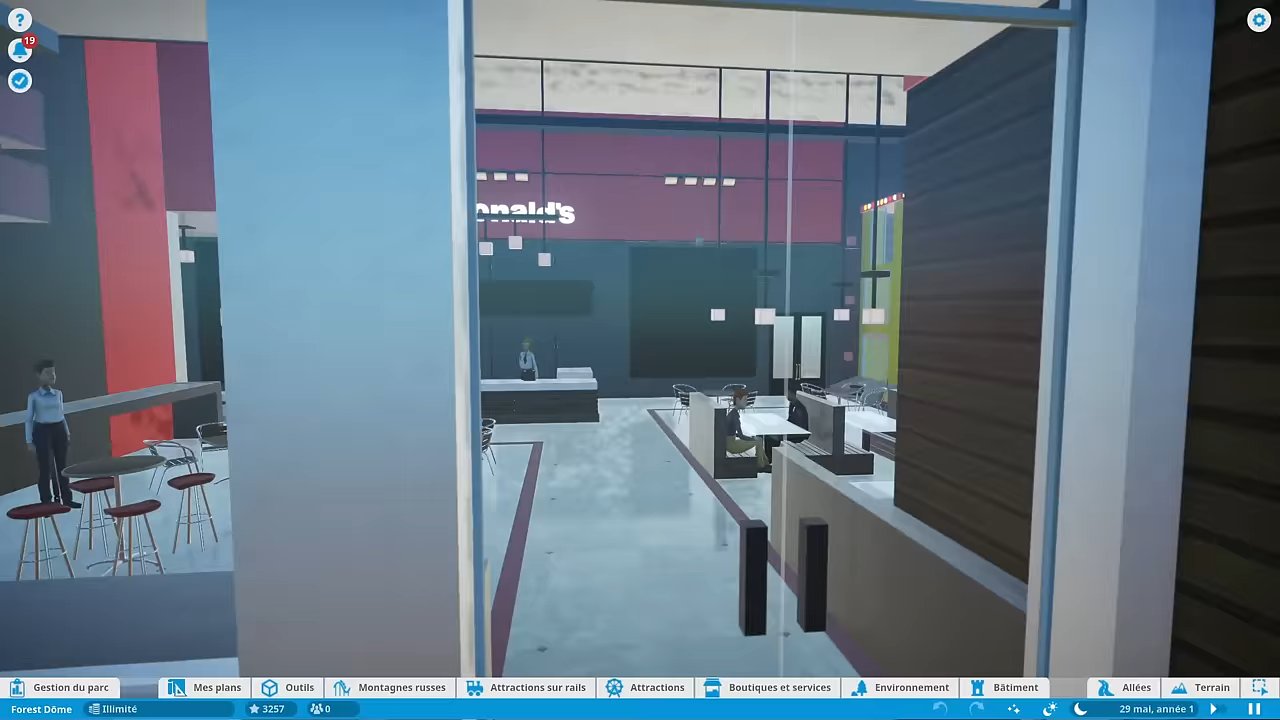 ?
19
onald's
Gestion du parc
Mes plans
Outils
Montagnes russes
Attractions sur rails
Attractions
Boutiques et services
Environnement
Bâtiment
Allées
Terrain
Forest Dôme
Illimité
3257
0
29 mai, année 1